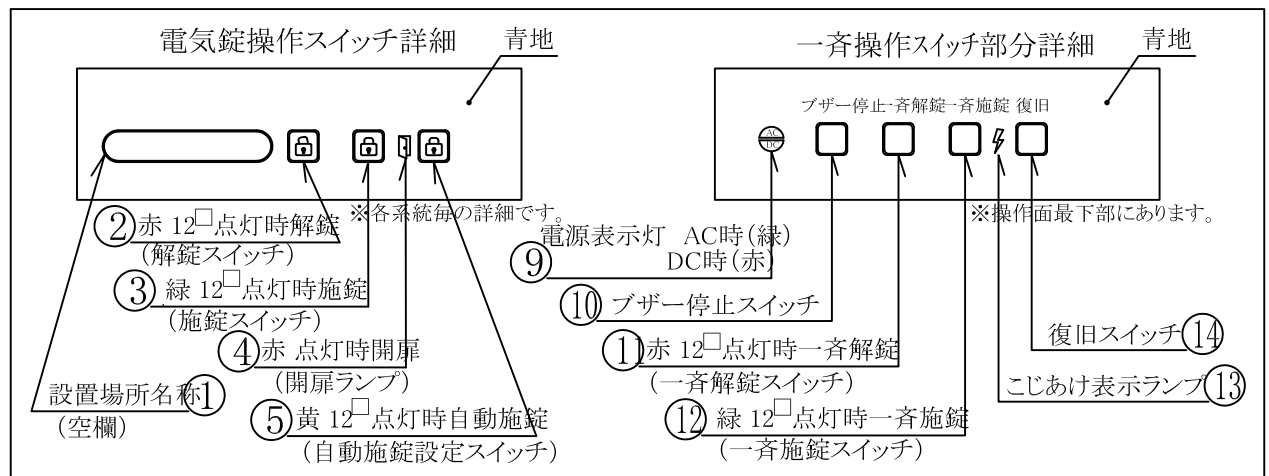 電気錠操作スイッチ詳細
青地
② 赤 12□点灯時解錠
(解錠スイッチ)
※各系統毎の詳細です。
③ 緑 12□点灯時施錠
(施錠スイッチ)
④ 赤 点灯時開扉
(開扉ランプ)
設置場所名称 ①
(空欄)
⑤ 黄 12□点灯時自動施錠
(自動施錠設定スイッチ)
一斉操作スイッチ部分詳細
青地
ブザー停止 一斉解錠 一斉施錠 復旧
AC
DC
※操作面最下部にあります。
⑨ 電源表示灯 AC時(緑)
DC時(赤)
⑩ ブザー停止スイッチ
⑪ 赤 12□点灯時一斉解錠
(一斉解錠スイッチ)
復旧スイッチ ⑭
こじあけ表示ランプ ⑬
⑫ 緑 12□点灯時一斉施錠
(一斉施錠スイッチ)